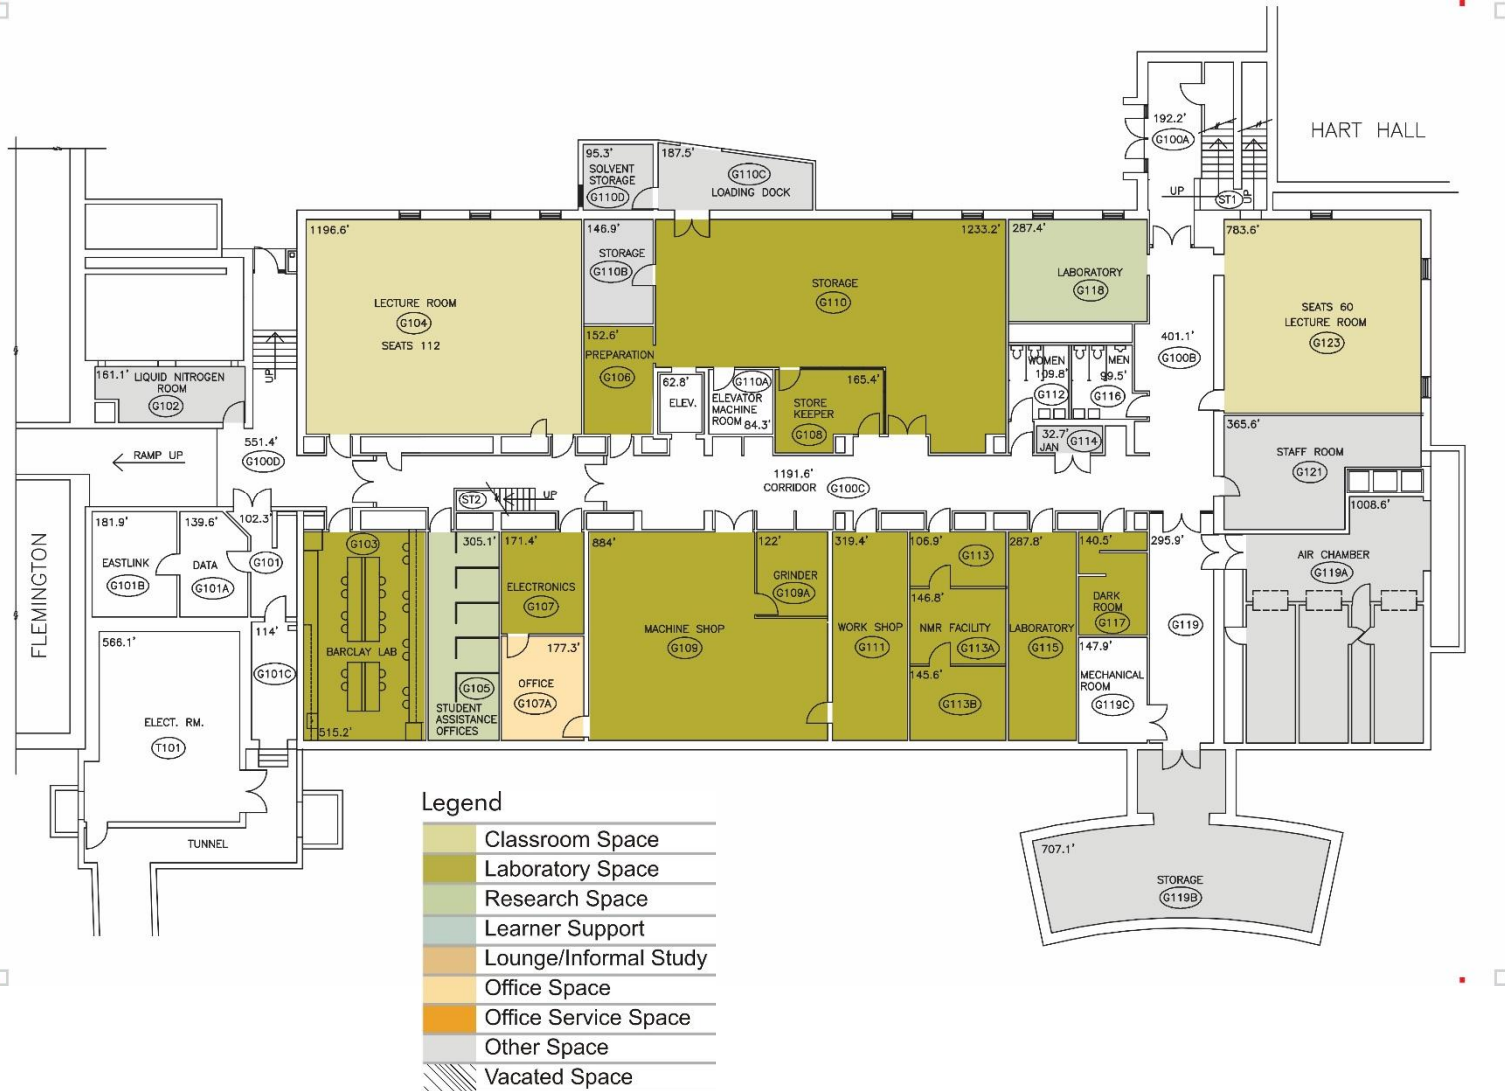 HART HALL
192.2'
G100A
UP
ST1
UP
95.3'
SOLVENT
STORAGE
G110D
187.5'
G110C
LOADING DOCK
1196.6'
LECTURE ROOM
G104
SEATS 112
146.9'
STORAGE
G110B
1233.2'
STORAGE
G110
287.4'
LABORATORY
G118
783.6'
SEATS 60
LECTURE ROOM
G123
401.1'
G100B
152.6'
PREPARATION
G106
62.8'
ELEV.
G110A
ELEVATOR
MACHINE
ROOM 84.3'
165.4'
STORE
KEEPER
G108
WOMEN
109.8'
G112
MEN
99.5'
G116
32.7'
JAN
G114
161.1'
LIQUID NITROGEN
ROOM
G102
UP
RAMP UP
551.4'
G100D
ST2
UP
1191.6'
CORRIDOR
G100C
365.6'
STAFF ROOM
G121
1008.6'
AIR CHAMBER
G119A
FLEMINGTON
181.9'
EASTLINK
G101B
139.6'
DATA
G101A
102.3'
G101
114'
G101C
566.1'
ELECT. RM.
T101
TUNNEL
G103
BARCLAY LAB
515.2'
305.1'
G105
STUDENT
ASSISTANCE
OFFICES
171.4'
ELECTRONICS
G107
177.3'
OFFICE
G107A
884'
MACHINE SHOP
G109
122'
GRINDER
G109A
319.4'
WORK SHOP
G111
106.9'
G113
146.8'
NMR FACILITY
G113A
145.6'
G113B
287.8'
LABORATORY
G115
140.5'
DARK
ROOM
G117
147.9'
MECHANICAL
ROOM
G119C
295.9'
G119
707.1'
STORAGE
G119B
Legend
Classroom Space
Laboratory Space
Research Space
Learner Support
Lounge/Informal Study
Office Space
Office Service Space
Other Space
Vacated Space